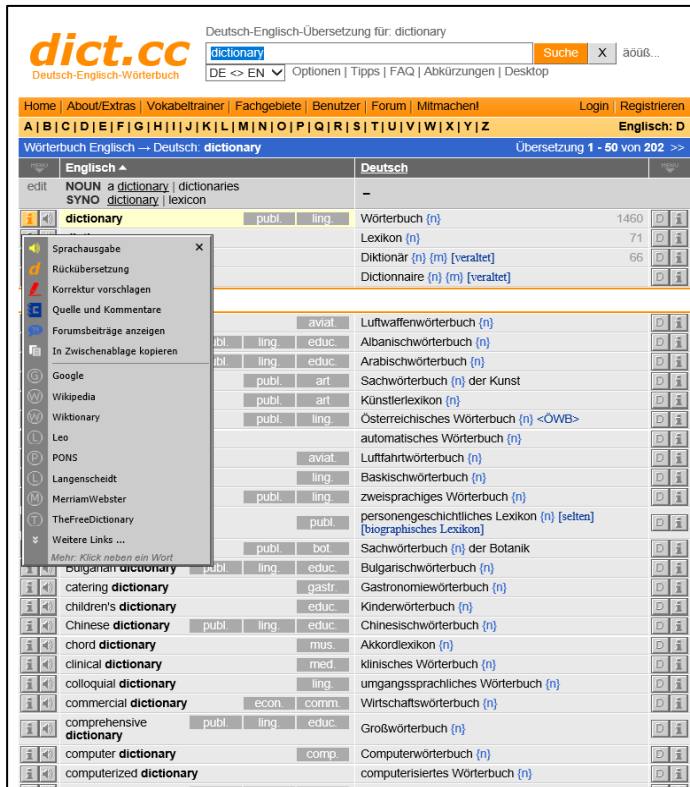 Deutsch-Englisch-Übersetzung für: dictionary
dict.cc
Deutsch-Englisch-Wörterbuch
dictionary Suche X äöüß...
DE <> EN Optionen | Tipps | FAQ | Abkürzungen | Desktop
Home | About/Extras | Vokabeltrainer | Fachgebiete | Benutzer | Forum | Mitmachen! Login | Registrieren
A | B | C | D | E | F | G | H | I | J | K | L | M | N | O | P | Q | R | S | T | U | V | W | X | Y | Z Englisch: D
Wörterbuch Englisch → Deutsch: dictionary Übersetzung 1 - 50 von 202 >>
MENU Englisch Deutsch MENU
edit NOUN a dictionary | dictionaries –
SYNO dictionary | lexicon
dictionary publ. ling. Wörterbuch {n} 1460 D i
Lexikon {n} 71 D i
Diktionär {n} {m} [veraltet] 66 D i
Dictionnaire {n} {m} [veraltet] D i
Sprachausgabe X
Rückübersetzung
Korrektur vorschlagen
Quelle und Kommentare
Forumsbeiträge anzeigen
In Zwischenablage kopieren
G Google
W Wikipedia
W Wiktionary
L Leo
P PONS
L Langenscheidt
M MerriamWebster
T TheFreeDictionary
Weitere Links ...
Mehr: Klick neben ein Wort
aviat. Luftwaffenwörterbuch {n} D i
ling. educ. Albanischwörterbuch {n} D i
ling. educ. Arabischwörterbuch {n} D i
publ. art Sachwörterbuch {n} der Kunst D i
publ. art Künstlerlexikon {n} D i
publ. ling. Österreichisches Wörterbuch {n} <ÖWB> D i
automatisches Wörterbuch {n} D i
aviat. Luftfahrtwörterbuch {n} D i
ling. Baskischwörterbuch {n} D i
publ. ling. zweisprachiges Wörterbuch {n} D i
publ. personengeschichtliches Lexikon {n} [selten] D i
[biographisches Lexikon]
publ. bot. Sachwörterbuch {n} der Botanik D i
Bulgarian dictionary publ. ling. educ. Bulgarischwörterbuch {n} D i
catering dictionary gastr. Gastronomiewörterbuch {n} D i
children's dictionary educ. Kinderwörterbuch {n} D i
Chinese dictionary publ. ling. educ. Chinesischwörterbuch {n} D i
chord dictionary mus. Akkordlexikon {n} D i
clinical dictionary med. klinisches Wörterbuch {n} D i
colloquial dictionary ling. umgangssprachliches Wörterbuch {n} D i
commercial dictionary econ. comm. Wirtschaftswörterbuch {n} D i
comprehensive publ. ling. educ. Großwörterbuch {n} D i
dictionary
computer dictionary comp. Computerwörterbuch {n} D i
computerized dictionary computerisiertes Wörterbuch {n} D i